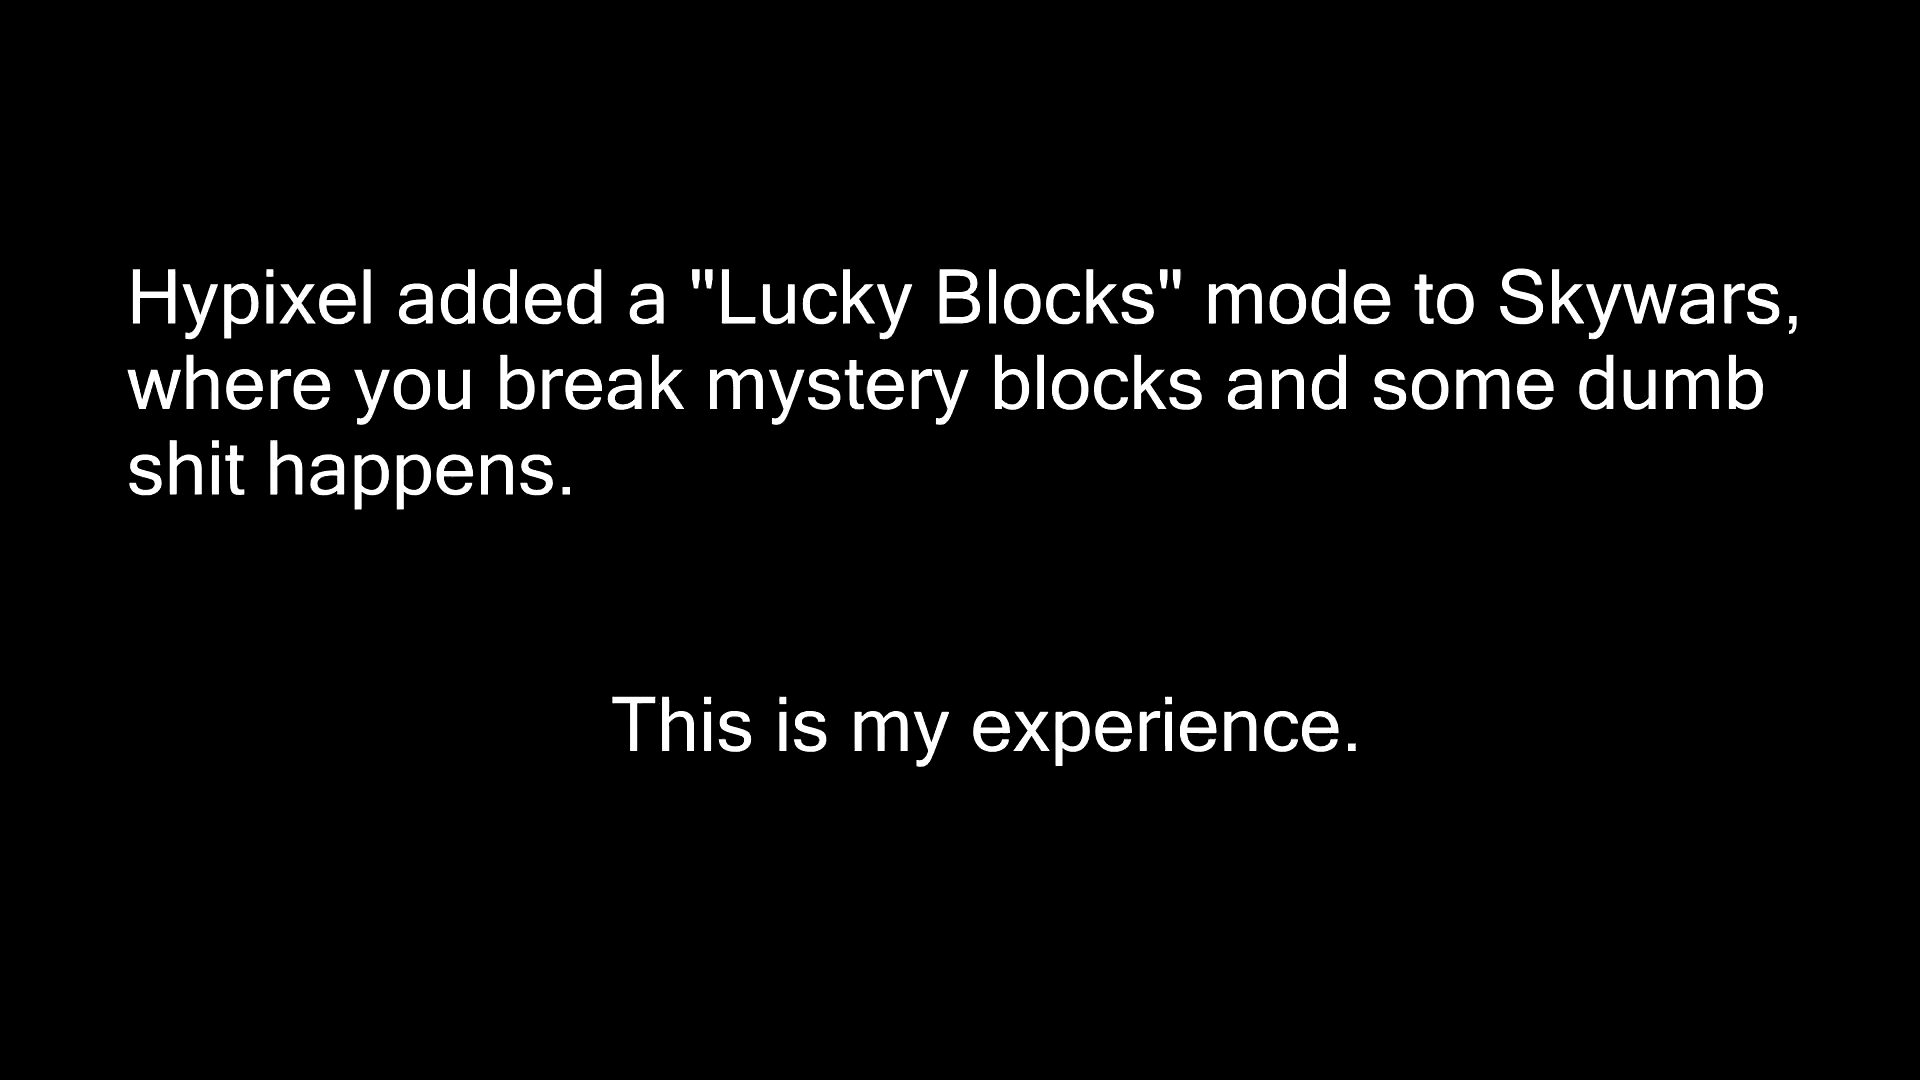 Hypixel added a "Lucky Blocks" mode to Skywars,
where you break mystery blocks and some dumb
shit happens.
This is my experience.